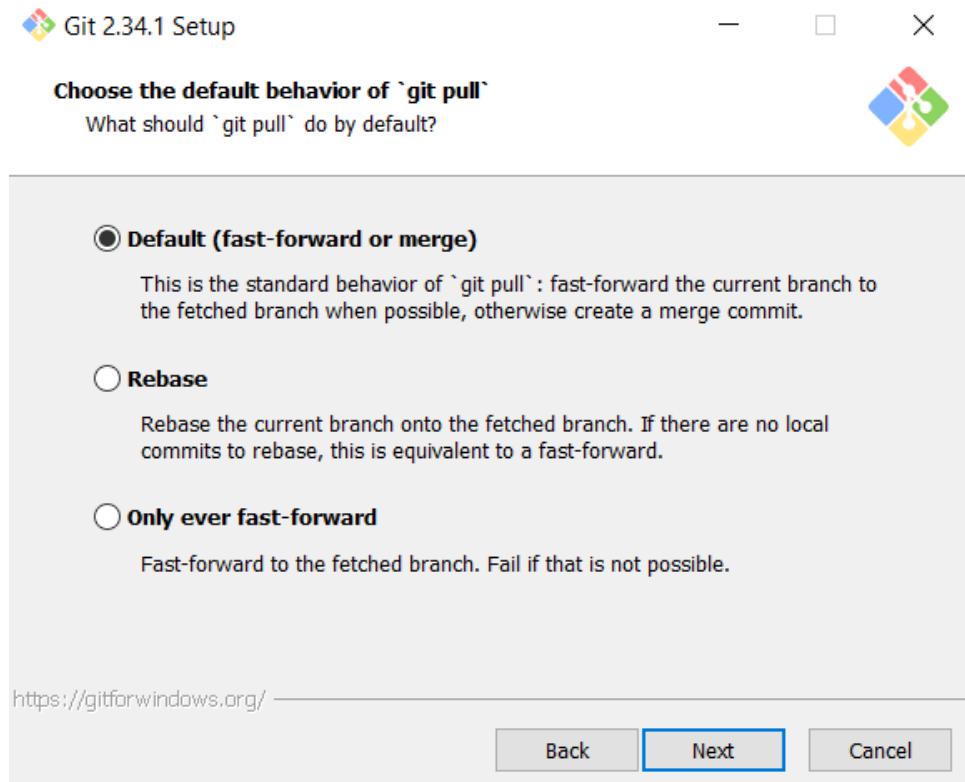 Git 2.34.1 Setup
Choose the default behavior of `git pull`
What should `git pull` do by default?
Default (fast-forward or merge)
This is the standard behavior of `git pull`: fast-forward the current branch to
the fetched branch when possible, otherwise create a merge commit.
Rebase
Rebase the current branch onto the fetched branch. If there are no local
commits to rebase, this is equivalent to a fast-forward.
Only ever fast-forward
Fast-forward to the fetched branch. Fail if that is not possible.
https://gitforwindows.org/
Back Next Cancel